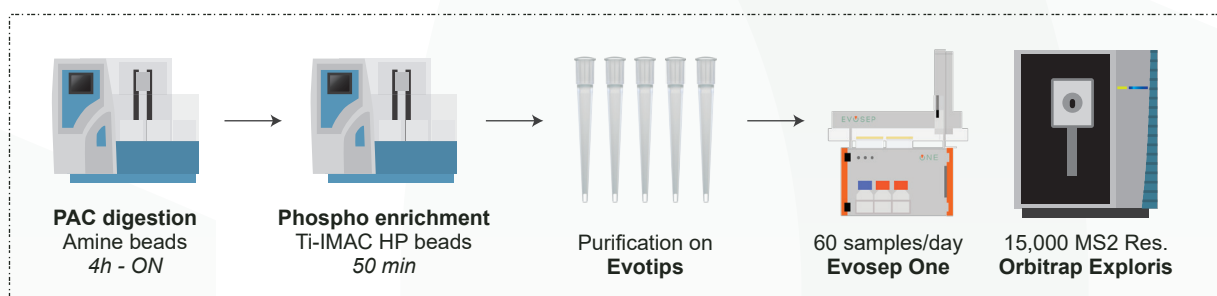 EVOSEP
ONE
PAC digestion
Amine beads
4h - ON
Phospho enrichment
Ti-IMAC HP beads
50 min
Purification on
Evotips
60 samples/day
Evosep One
15,000 MS2 Res.
Orbitrap Exploris